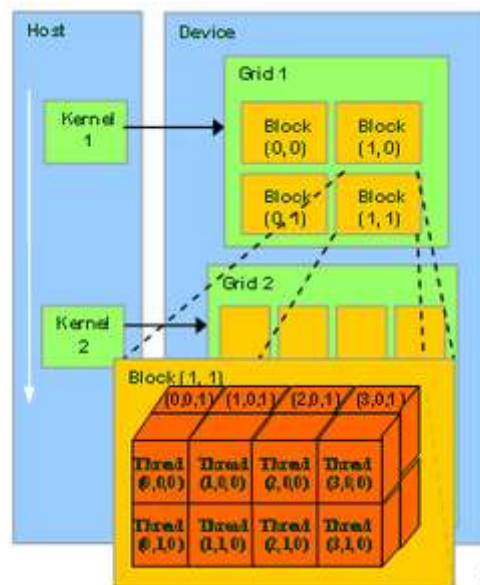 Host
Device
Grid 1
Kernel
1
Block
(0, 0)
Block
(1, 0)
Block
(0, 1)
Block
(1, 1)
Grid 2
Kernel
2
Block (1, 1)
(0,0,1) (1,0,1) (2,0,1) (3,0,1)
Thread
(0,0,0)
Thread
(1,0,0)
Thread
(2,0,0)
Thread
(3,0,0)
Thread
(0,1,0)
Thread
(1,1,0)
Thread
(2,1,0)
Thread
(3,1,0)